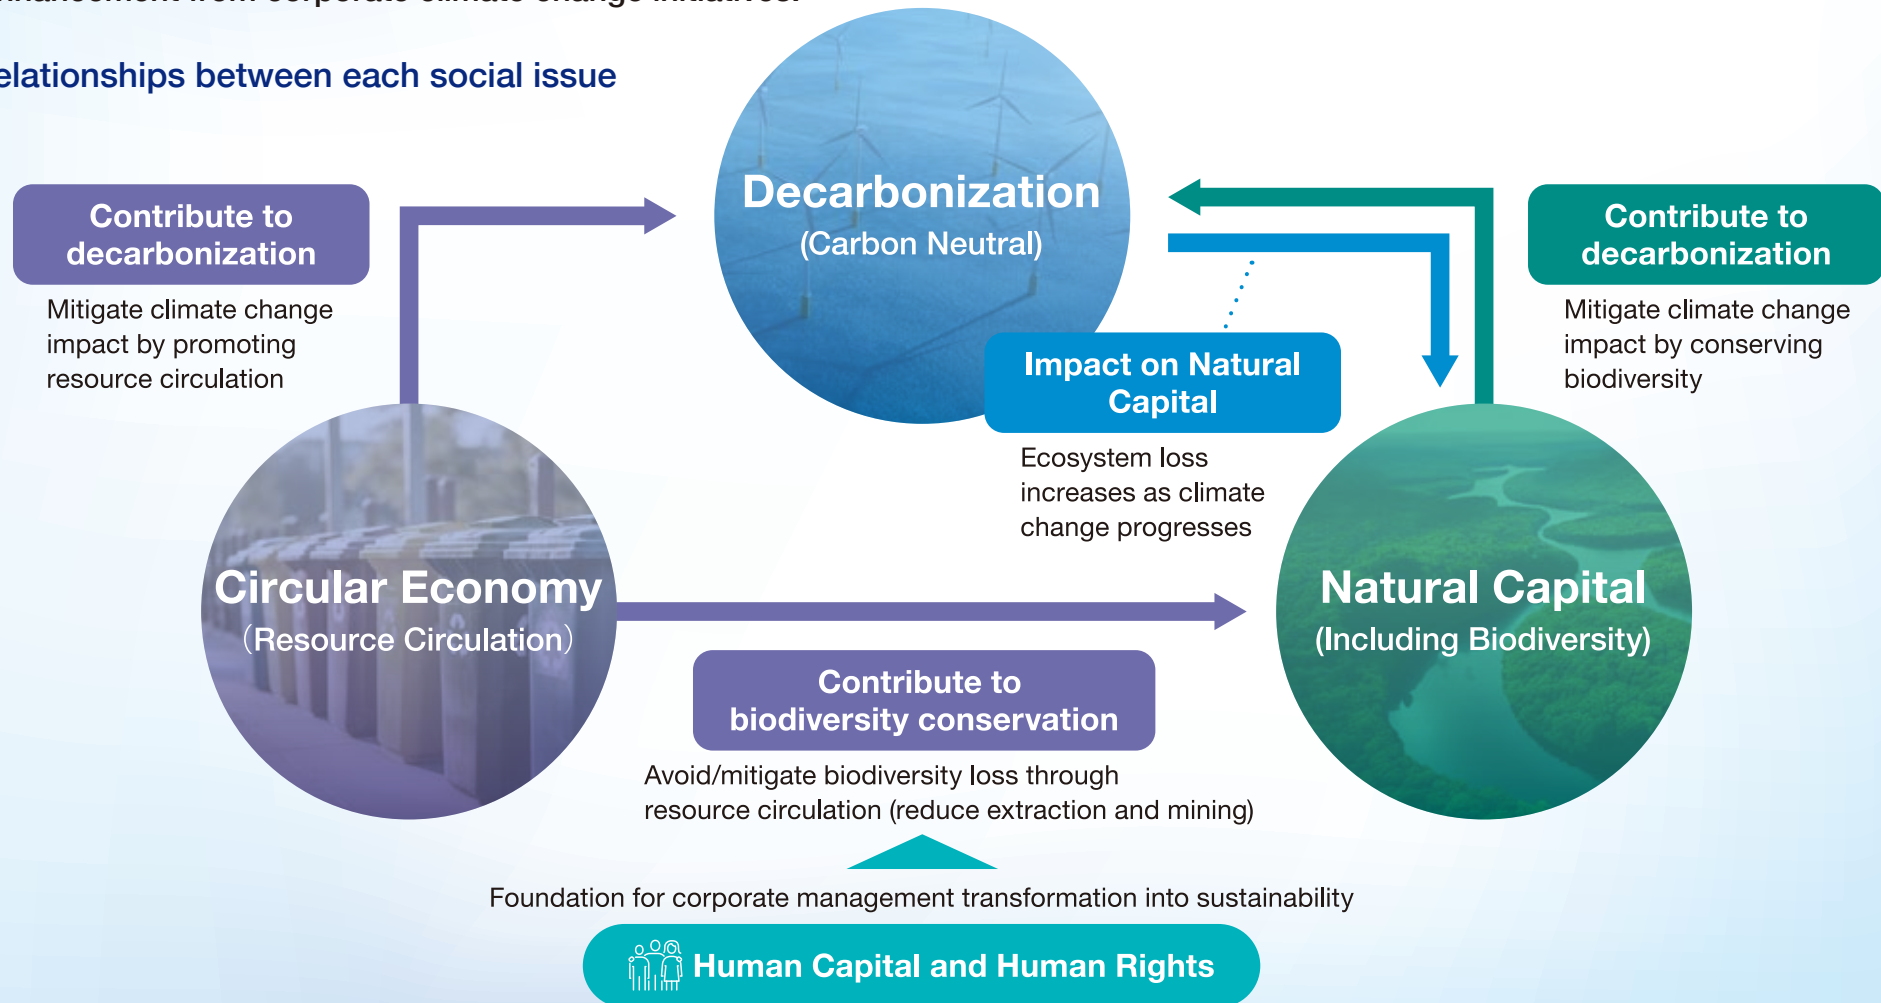 elationships between each social issue
Decarbonization
(Carbon Neutral)
Contribute to
decarbonization
Mitigate climate change
impact by promoting
resource circulation
Contribute to
decarbonization
Mitigate climate change
impact by conserving
biodiversity
Impact on Natural
Capital
Ecosystem loss
increases as climate
change progresses
Circular Economy
（Resource Circulation）
Natural Capital
(Including Biodiversity)
Contribute to
biodiversity conservation
Avoid/mitigate biodiversity loss through
resource circulation (reduce extraction and mining)
Foundation for corporate management transformation into sustainability
Human Capital and Human Rights